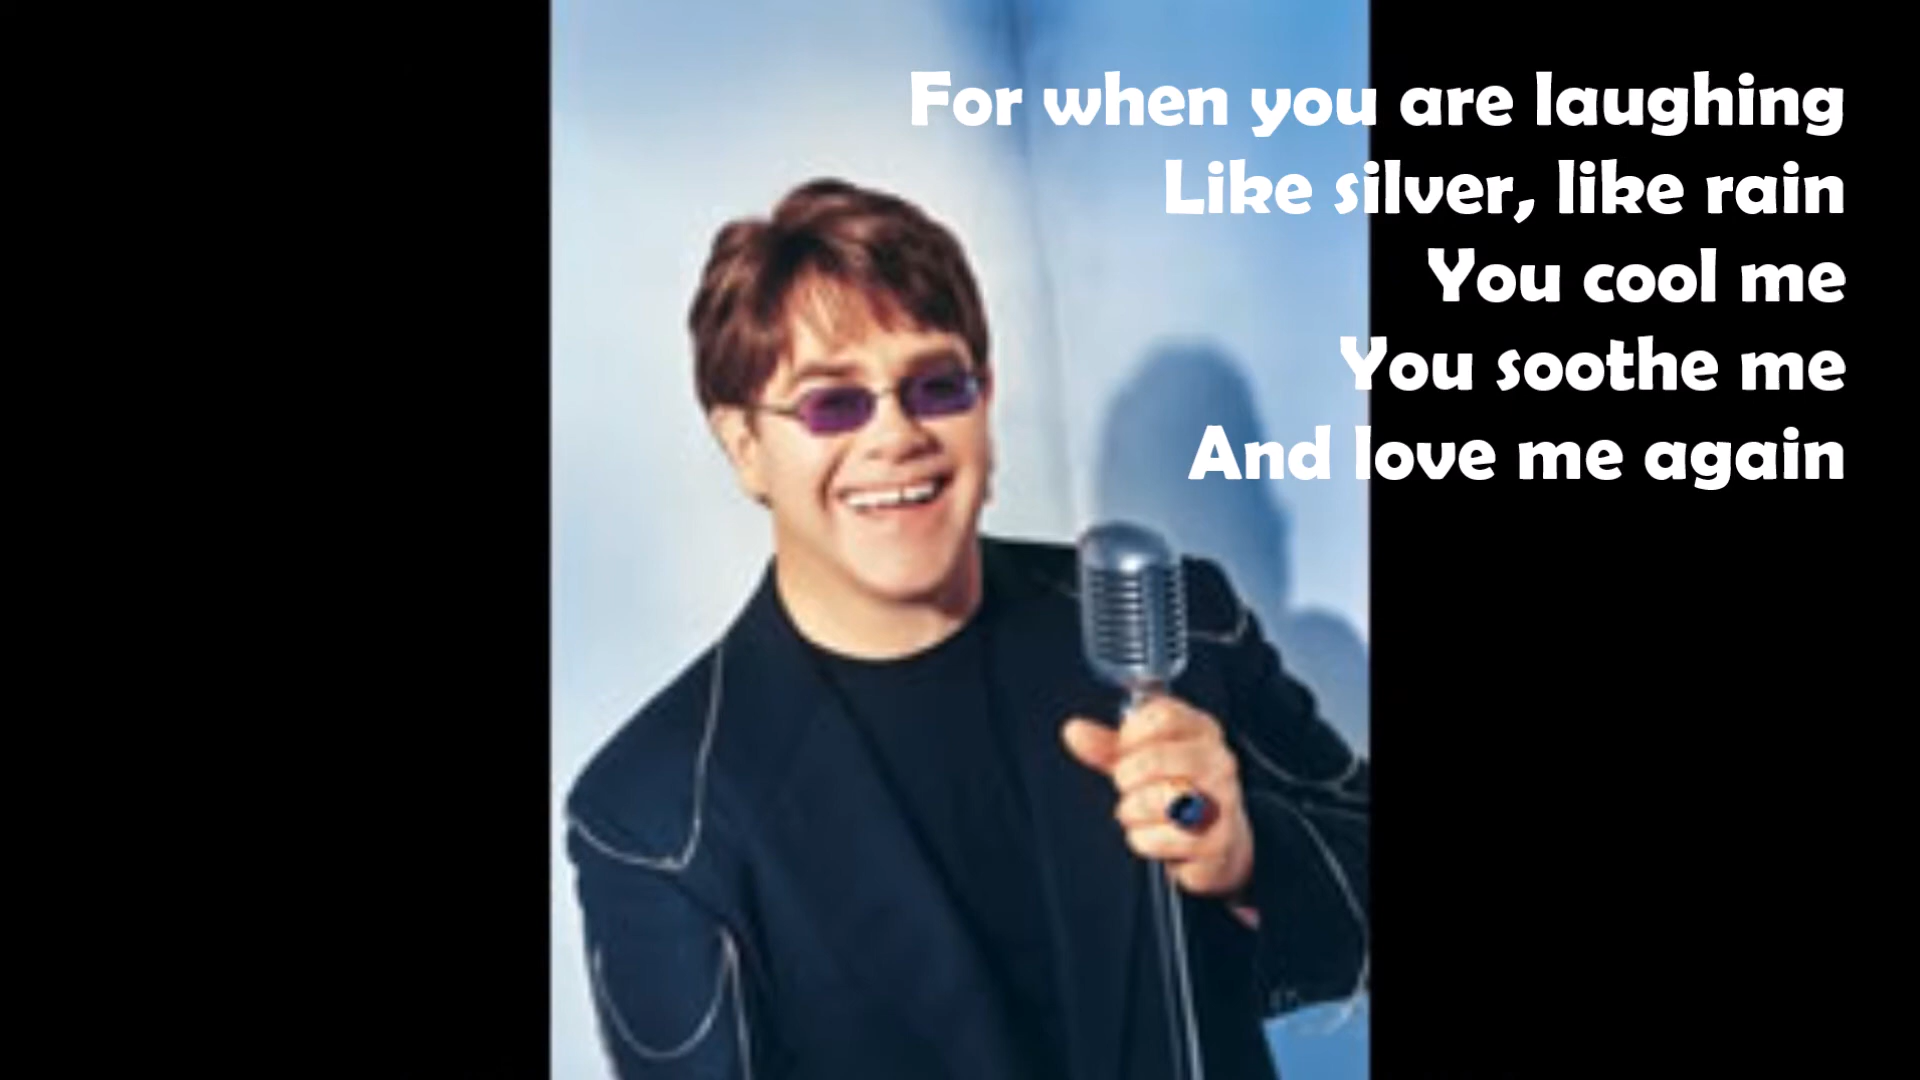 For when you are laughing
Like silver, like rain
You cool me
You soothe me
And love me again